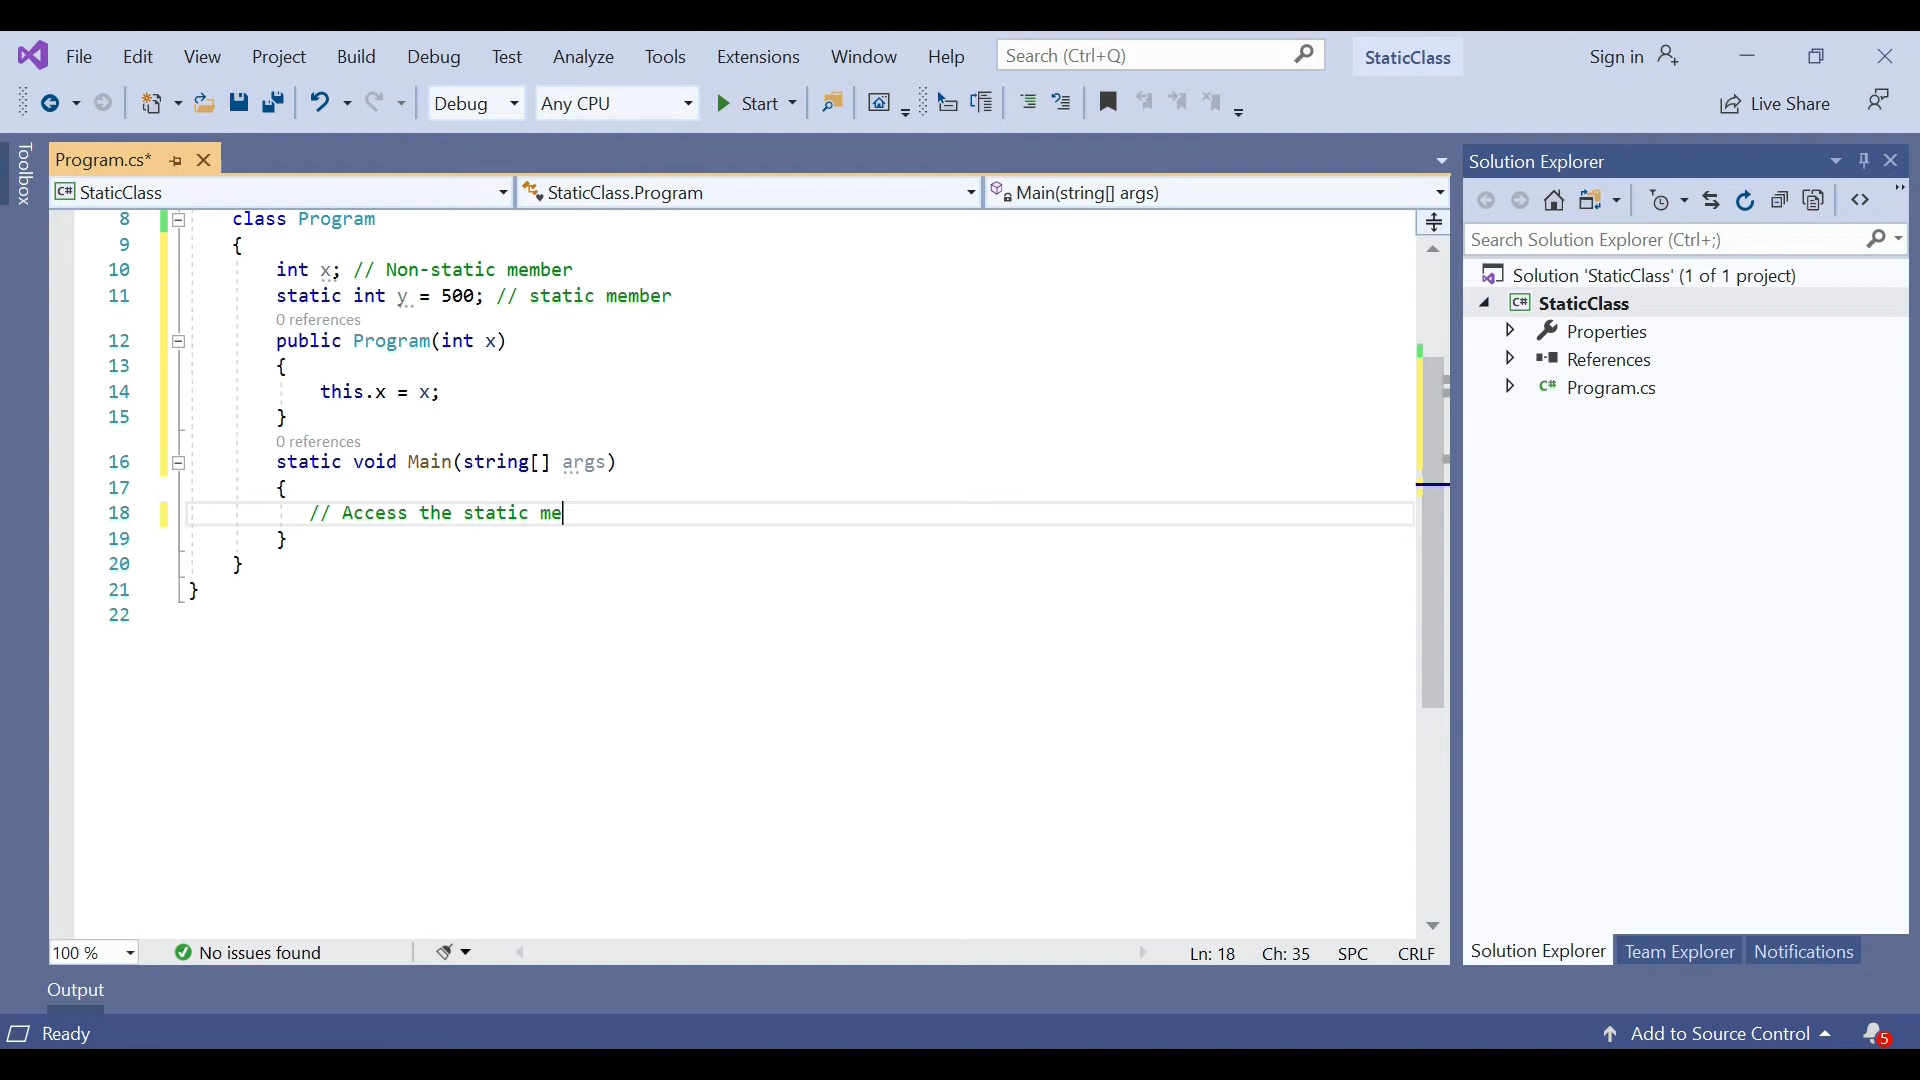 File Edit View Project Build Debug Test Analyze Tools Extensions Window Help Search (Ctrl+Q) StaticClass Sign in
Debug Any CPU Start Live Share
Toolbox
Program.cs*
StaticClass StaticClass.Program Main(string[] args)
8 class Program
9 {
10 int x; // Non-static member
11 static int y = 500; // static member
0 references
12 public Program(int x)
13 {
14 this.x = x;
15 }
0 references
16 static void Main(string[] args)
17 {
18 // Access the static me
19 }
20 }
21 }
22
100 % No issues found Ln: 18 Ch: 35 SPC CRLF
Solution Explorer
Search Solution Explorer (Ctrl+;)
Solution 'StaticClass' (1 of 1 project)
C# StaticClass
Properties
References
C# Program.cs
Solution Explorer Team Explorer Notifications
Output
Ready Add to Source Control 5